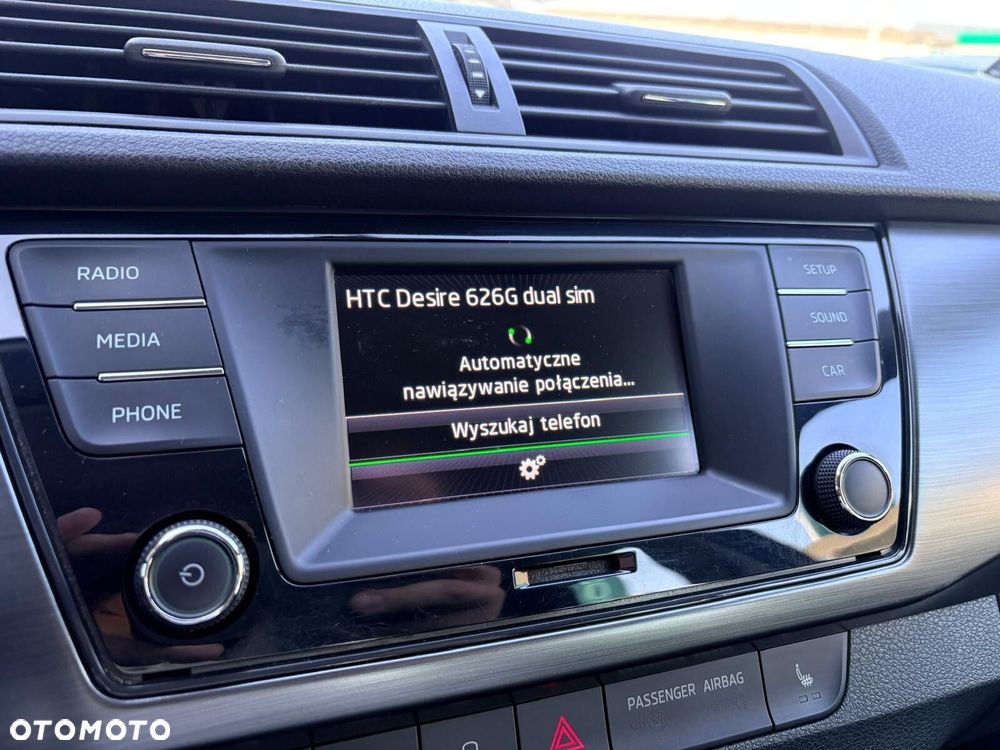 RADIO
MEDIA
PHONE
HTC Desire 626G dual sim
Automatyczne
nawiązywanie połączenia...
Wyszukaj telefon
SETUP
SOUND
CAR
PASSENGER AIRBAG
OTOMOTO